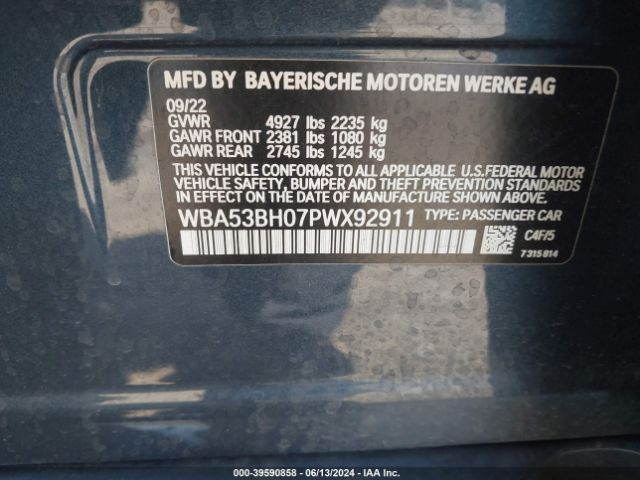 MFD BY BAYERISCHE MOTOREN WERKE AG
09/22
GVWR 4927 lbs 2235 kg
GAWR FRONT 2381 lbs 1080 kg
GAWR REAR 2745 lbs 1245 kg
THIS VEHICLE CONFORMS TO ALL APPLICABLE U.S.FEDERAL MOTOR
VEHICLE SAFETY, BUMPER AND THEFT PREVENTION STANDARDS
IN EFFECT ON THE DATE OF MANUFACTURE SHOWN ABOVE.
WBA53BH07PWX92911 TYPE: PASSENGER CAR
C4F/5
7315814
000-39590858 - 06/13/2024 - IAA Inc.